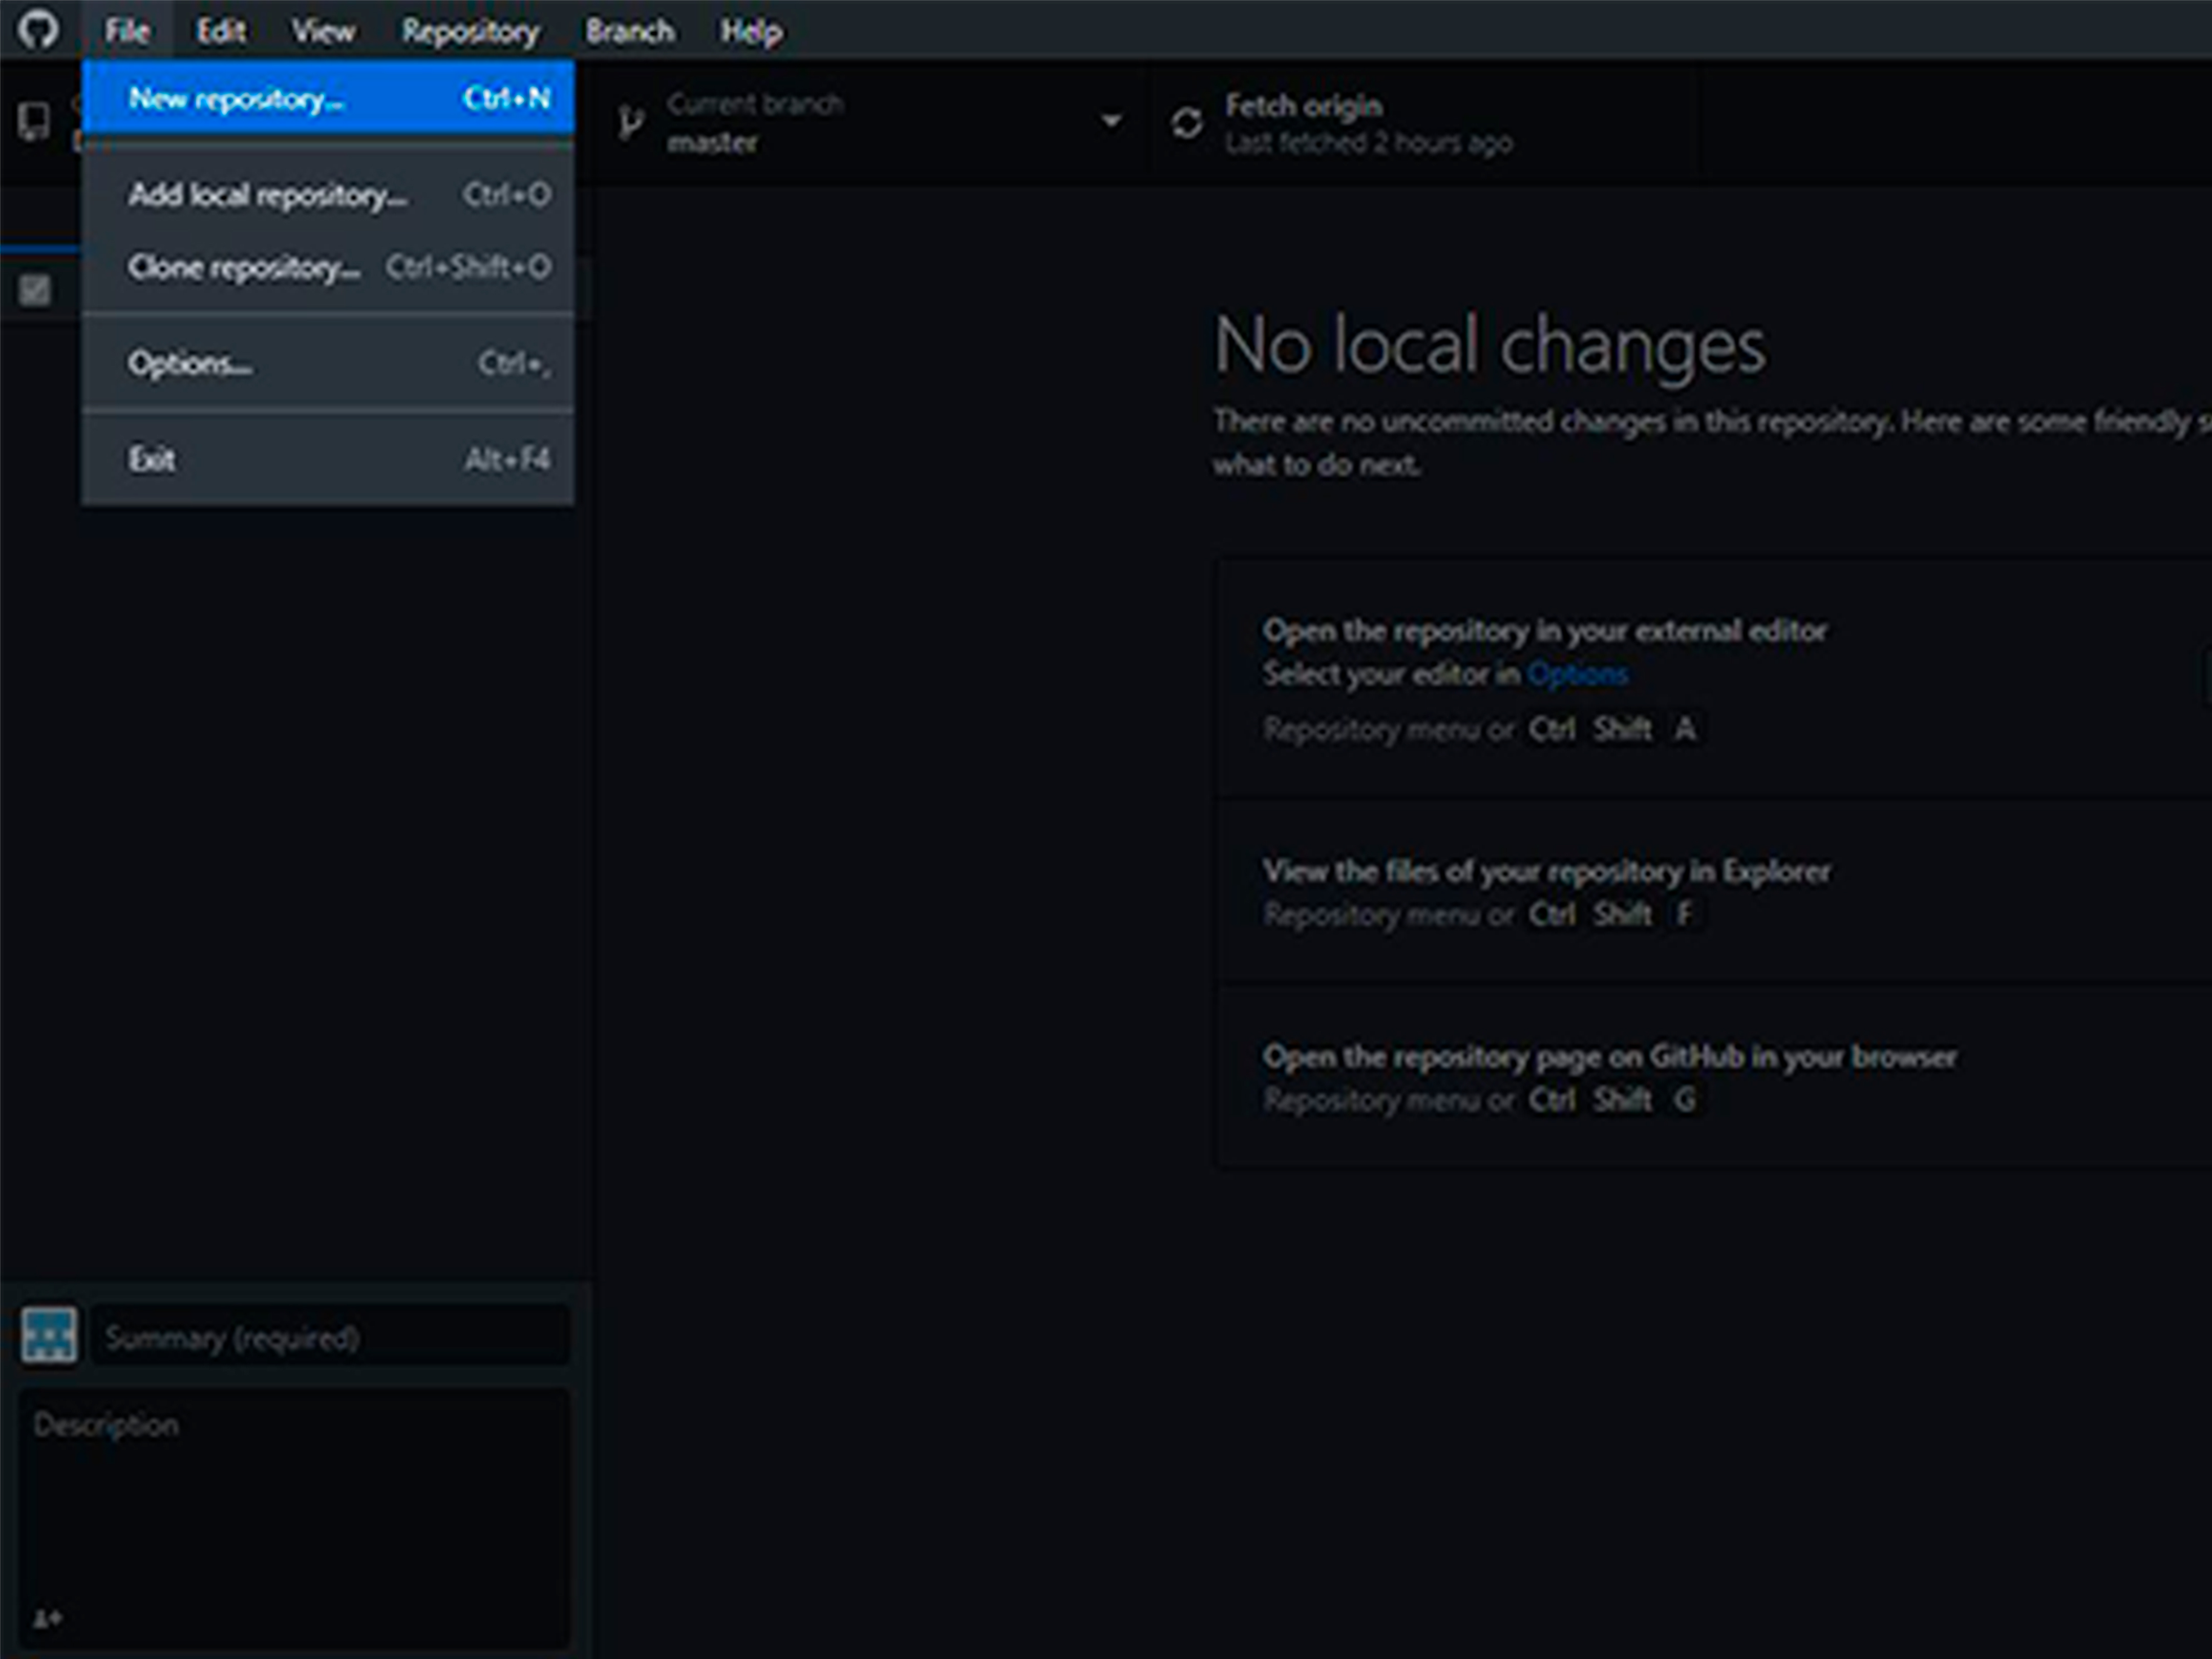 File Edit View Repository Branch Help
New repository... Ctrl+N
Add local repository... Ctrl+O
Clone repository... Ctrl+Shift+O
Options... Ctrl+,
Exit Alt+F4
Current branch
master
Fetch origin
Last fetched 2 hours ago
No local changes
There are no uncommitted changes in this repository. Here are some friendly
what to do next.
Open the repository in your external editor
Select your editor in Options
Repository menu or Ctrl Shift A
View the files of your repository in Explorer
Repository menu or Ctrl Shift F
Open the repository page on GitHub in your browser
Repository menu or Ctrl Shift G
Summary (required)
Description